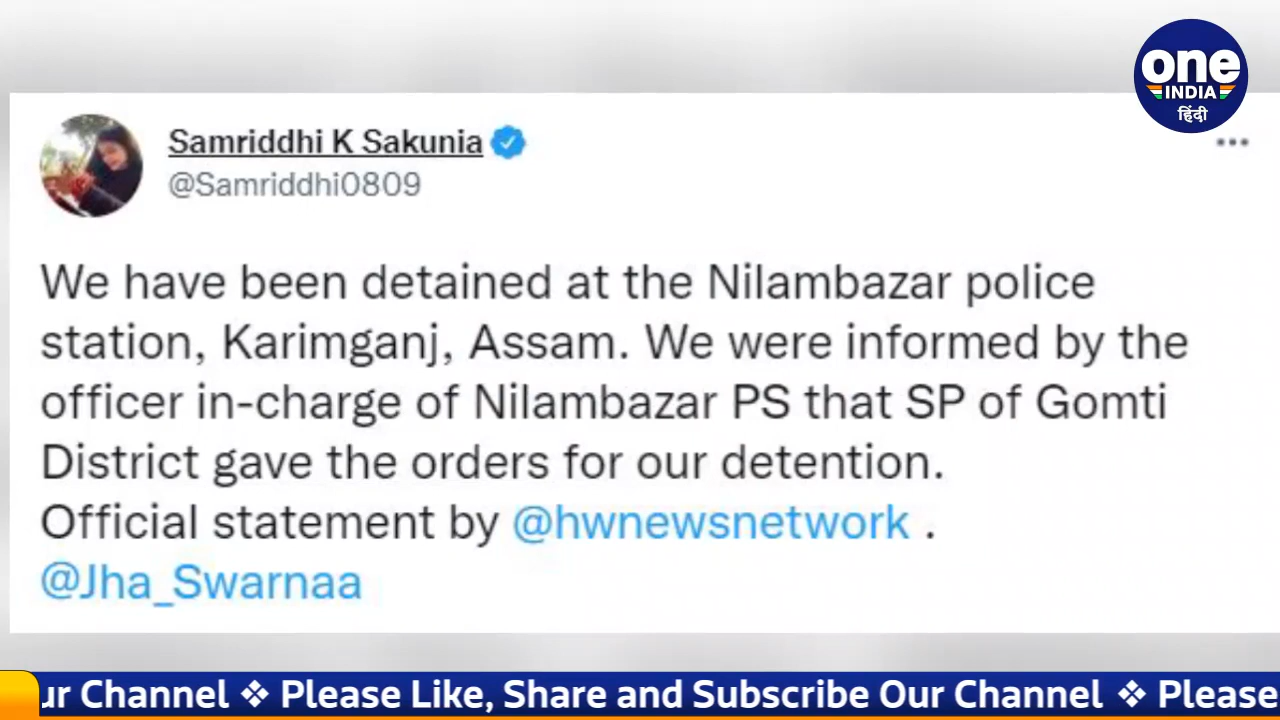 one
INDIA
हिंदी
Samriddhi K Sakunia
@Samriddhi0809
We have been detained at the Nilambazar police
station, Karimganj, Assam. We were informed by the
officer in-charge of Nilambazar PS that SP of Gomti
District gave the orders for our detention.
Official statement by @hwnewsnetwork .
@Jha_Swarnaa
ur Channel ❖ Please Like, Share and Subscribe Our Channel ❖ Please